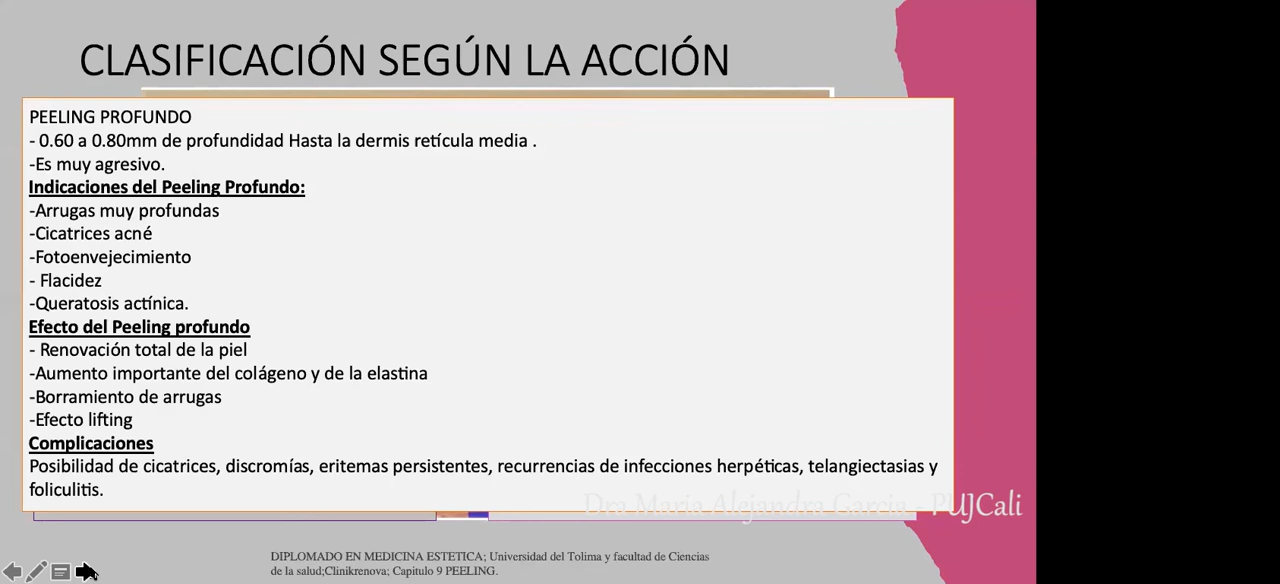 CLASIFICACIÓN SEGÚN LA ACCIÓN
PEELING PROFUNDO
- 0.60 a 0.80mm de profundidad Hasta la dermis retícula media .
-Es muy agresivo.
Indicaciones del Peeling Profundo:
-Arrugas muy profundas
-Cicatrices acné
-Fotoenvejecimiento
- Flacidez
-Queratosis actínica.
Efecto del Peeling profundo
- Renovación total de la piel
-Aumento importante del colágeno y de la elastina
-Borramiento de arrugas
-Efecto lifting
Complicaciones
Posibilidad de cicatrices, discromías, eritemas persistentes, recurrencias de infecciones herpéticas, telangiectasias y
foliculitis.
Dra Maria Alejandra Garcia - PUJCali
DIPLOMADO EN MEDICINA ESTETICA; Universidad del Tolima y facultad de Ciencias
de la salud;Clinikrenova; Capitulo 9 PEELING.